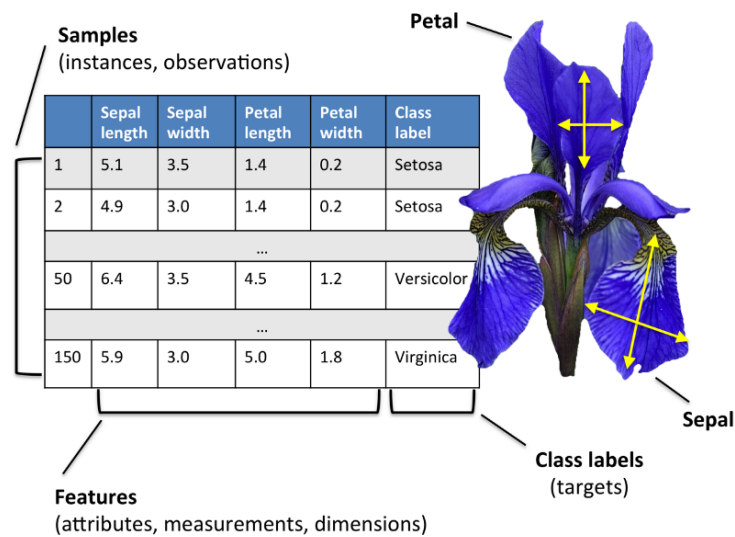 Samples
(instances, observations)
Petal
Sepal length Sepal width Petal length Petal width Class label
1 5.1 3.5 1.4 0.2 Setosa
2 4.9 3.0 1.4 0.2 Setosa
...
50 6.4 3.5 4.5 1.2 Versicolor
...
150 5.9 3.0 5.0 1.8 Virginica
Sepal
Class labels
(targets)
Features
(attributes, measurements, dimensions)